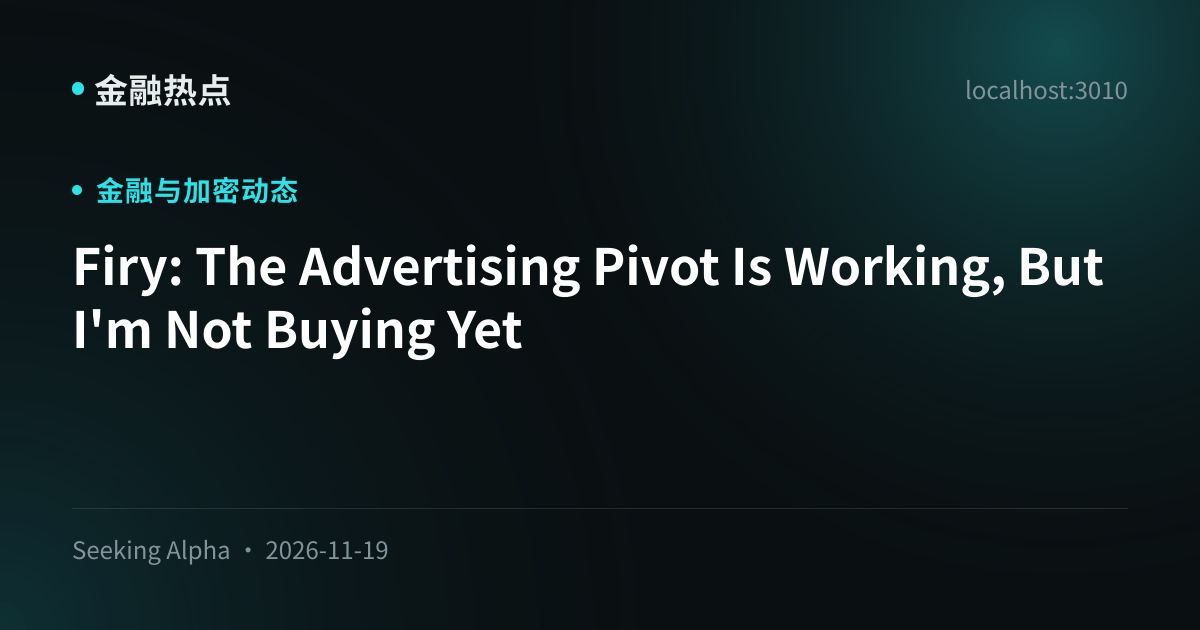 金融热点
localhost:3010
金融与加密动态
Firy: The Advertising Pivot Is Working, But
I'm Not Buying Yet
Seeking Alpha · 2026-11-19